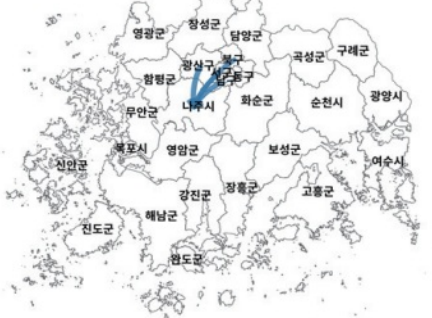 장성군
영광군
담양군
구례군
곡성군
북구
광산구
서구
동구
남구
함평군
광양시
나주시
화순군
순천시
무안군
목포시
영암군
보성군
여수시
신안군
강진군
장흥군
고흥군
해남군
진도군
완도군